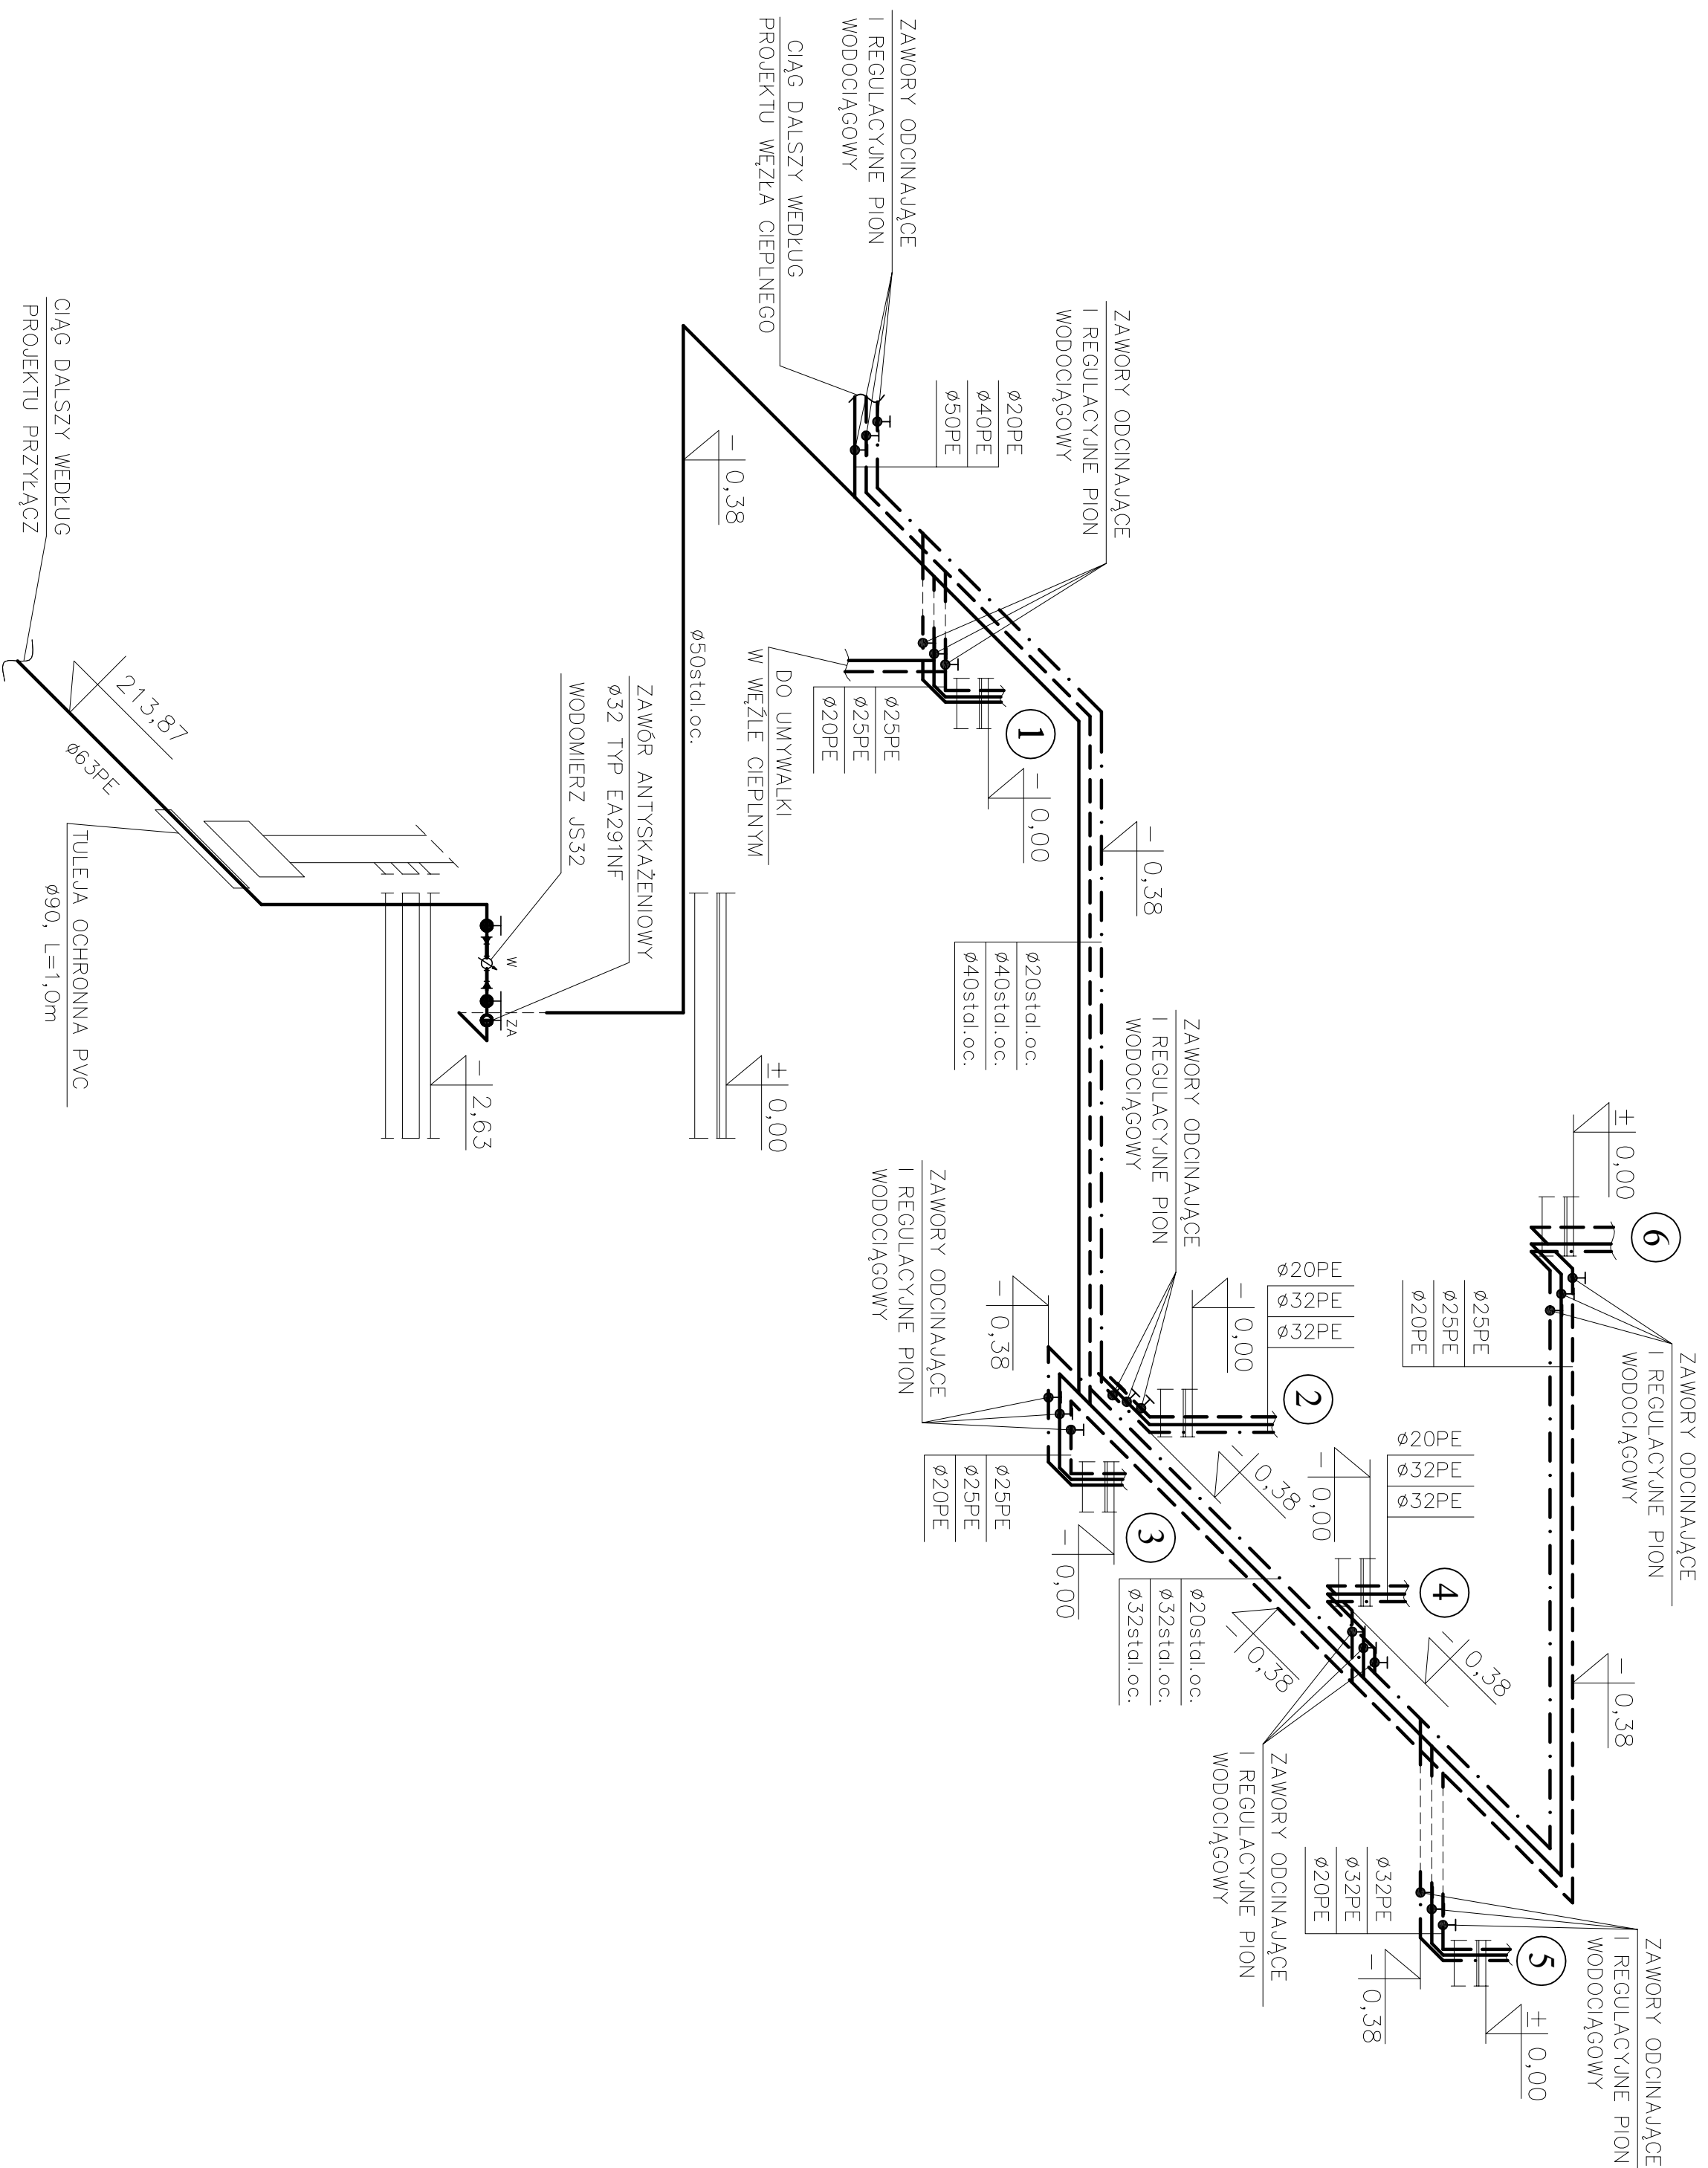 ZAWORY ODCINAJĄCE
I REGULACYJNE PION
WODOCIĄGOWY
CIĄG DALSZY WEDŁUG
PROJEKTU WĘZŁA CIEPLNEGO
ZAWORY ODCINAJĄCE
I REGULACYJNE PION
WODOCIĄGOWY
ø20PE
ø40PE
ø50PE
- 0,38
ø50stal.oc.
CIĄG DALSZY WEDŁUG
PROJEKTU PRZYŁĄCZ
213,87
ø63PE
TULEJA OCHRONNA PVC
ø90, L=1,0m
ZAWÓR ANTYSKAŻENIOWY
ø32 TYP EA291NF
WODOMIERZ JS32
W
ZA
- 2,63
± 0,00
DO UMYWALKI
W WĘŹLE CIEPLNYM
ø25PE
ø25PE
ø20PE
1
- 0,00
- 0,38
ø20stal.oc.
ø40stal.oc.
ø40stal.oc.
ZAWORY ODCINAJĄCE
I REGULACYJNE PION
WODOCIĄGOWY
ZAWORY ODCINAJĄCE
I REGULACYJNE PION
WODOCIĄGOWY
- 0,38
- 0,00
ø20PE
ø32PE
ø32PE
2
- 0,38
ø25PE
ø25PE
ø20PE
3
- 0,00
ø20stal.oc.
ø32stal.oc.
ø32stal.oc.
- 0,38
- 0,00
ø20PE
ø32PE
ø32PE
4
- 0,38
ZAWORY ODCINAJĄCE
I REGULACYJNE PION
WODOCIĄGOWY
ø32PE
ø32PE
ø20PE
- 0,38
5
± 0,00
ZAWORY ODCINAJĄCE
I REGULACYJNE PION
WODOCIĄGOWY
± 0,00
6
ø25PE
ø25PE
ø20PE
ZAWORY ODCINAJĄCE
I REGULACYJNE PION
WODOCIĄGOWY
- 0,38